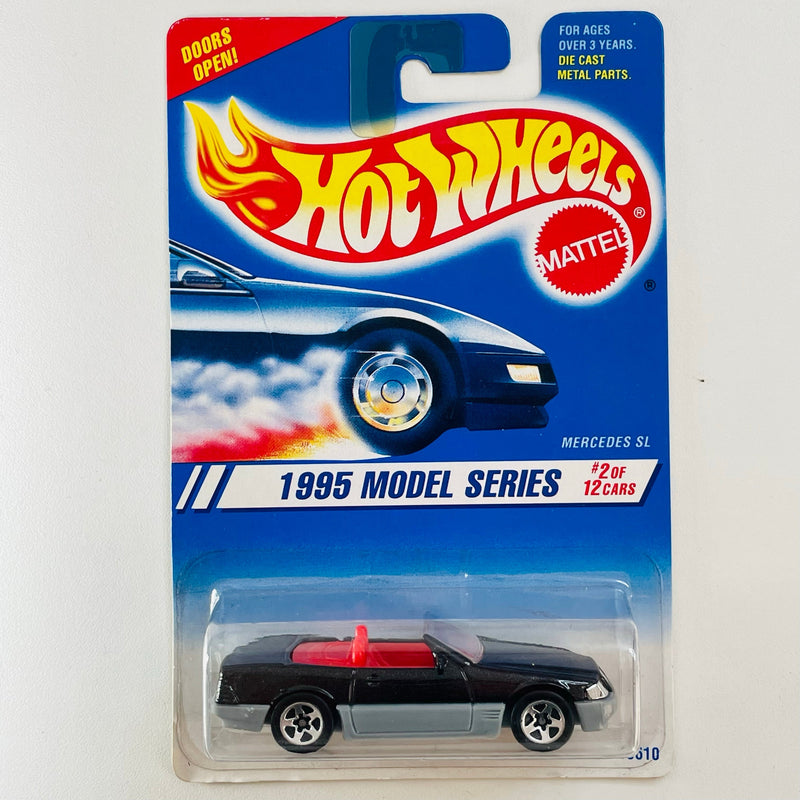 DOORS
OPEN!
FOR AGES
OVER 3 YEARS.
DIE CAST
METAL PARTS.
HOT WHEELS®
MATTEL
®
MERCEDES SL
1995 MODEL SERIES
#2 OF
12 CARS